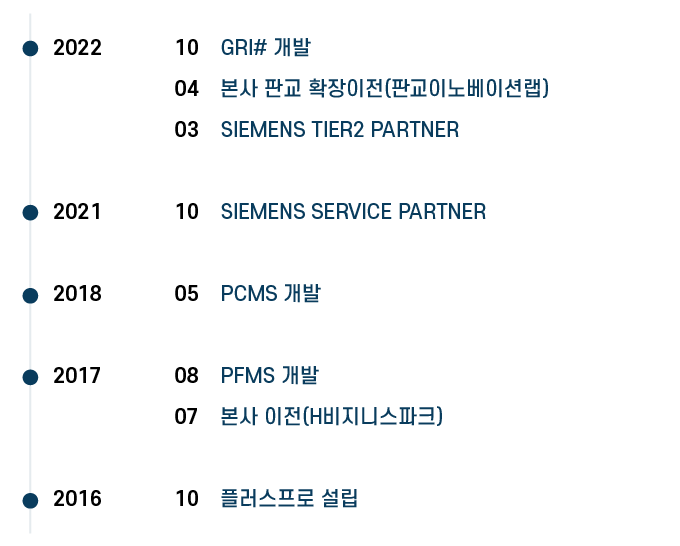 2022 10 GRI# 개발
04 본사 판교 확장이전(판교이노베이션랩)
03 SIEMENS TIER2 PARTNER
2021 10 SIEMENS SERVICE PARTNER
2018 05 PCMS 개발
2017 08 PFMS 개발
07 본사 이전(H비지니스파크)
2016 10 플러스프로 설립